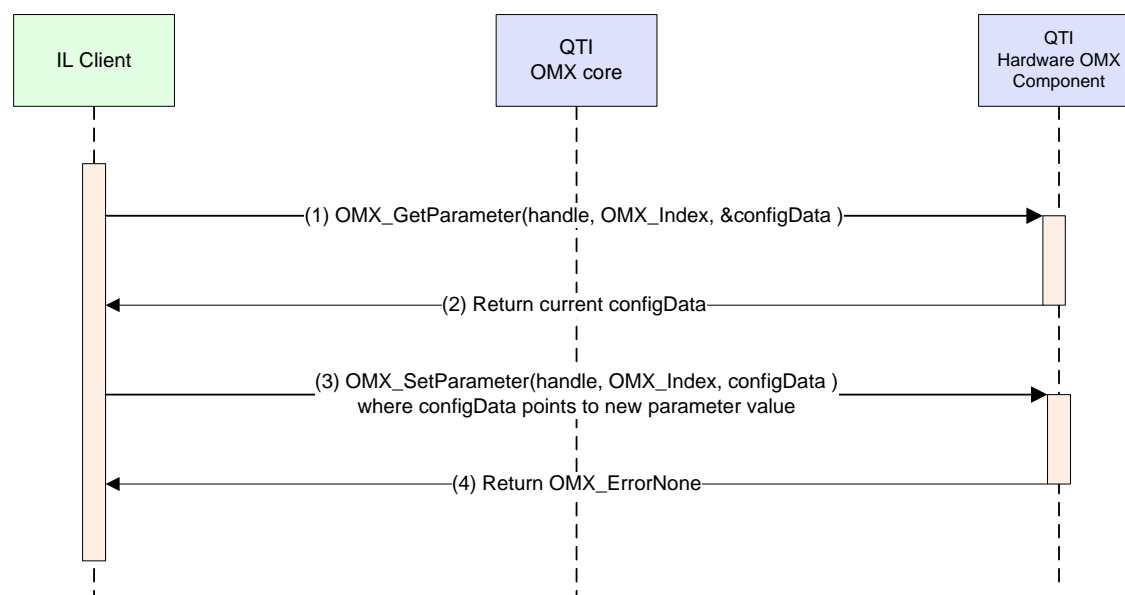 IL Client
QTI
OMX core
QTI
Hardware OMX
Component
(1) OMX_GetParameter(handle, OMX_Index, &configData )
(2) Return current configData
(3) OMX_SetParameter(handle, OMX_Index, configData )
where configData points to new parameter value
(4) Return OMX_ErrorNone